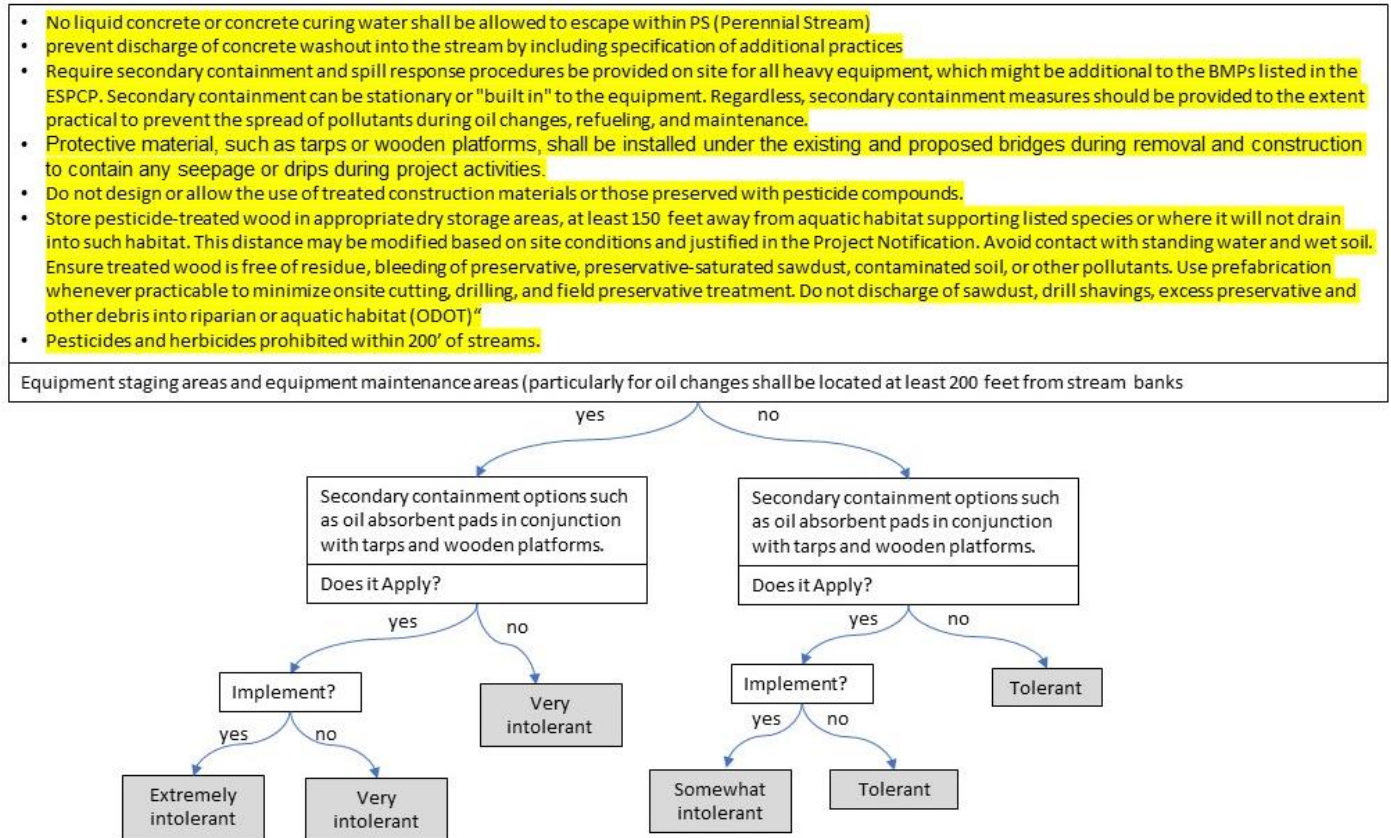 • No liquid concrete or concrete curing water shall be allowed to escape within PS (Perennial Stream)
• prevent discharge of concrete washout into the stream by including specification of additional practices
• Require secondary containment and spill response procedures be provided on site for all heavy equipment, which might be additional to the BMPs listed in the
ESPCP. Secondary containment can be stationary or "built in" to the equipment. Regardless, secondary containment measures should be provided to the extent
practical to prevent the spread of pollutants during oil changes, refueling, and maintenance.
• Protective material, such as tarps or wooden platforms, shall be installed under the existing and proposed bridges during removal and construction
to contain any seepage or drips during project activities.
• Do not design or allow the use of treated construction materials or those preserved with pesticide compounds.
• Store pesticide-treated wood in appropriate dry storage areas, at least 150 feet away from aquatic habitat supporting listed species or where it will not drain
into such habitat. This distance may be modified based on site conditions and justified in the Project Notification. Avoid contact with standing water and wet soil.
Ensure treated wood is free of residue, bleeding of preservative, preservative-saturated sawdust, contaminated soil, or other pollutants. Use prefabrication
whenever practicable to minimize onsite cutting, drilling, and field preservative treatment. Do not discharge of sawdust, drill shavings, excess preservative and
other debris into riparian or aquatic habitat (ODOT)“
• Pesticides and herbicides prohibited within 200’ of streams.
Equipment staging areas and equipment maintenance areas (particularly for oil changes shall be located at least 200 feet from stream banks
yes
no
Secondary containment options such
as oil absorbent pads in conjunction
with tarps and wooden platforms.
Does it Apply?
Secondary containment options such
as oil absorbent pads in conjunction
with tarps and wooden platforms.
Does it Apply?
yes
no
yes
no
Implement?
Very
intolerant
Implement?
Tolerant
yes
no
yes
no
Extremely
intolerant
Very
intolerant
Somewhat
intolerant
Tolerant